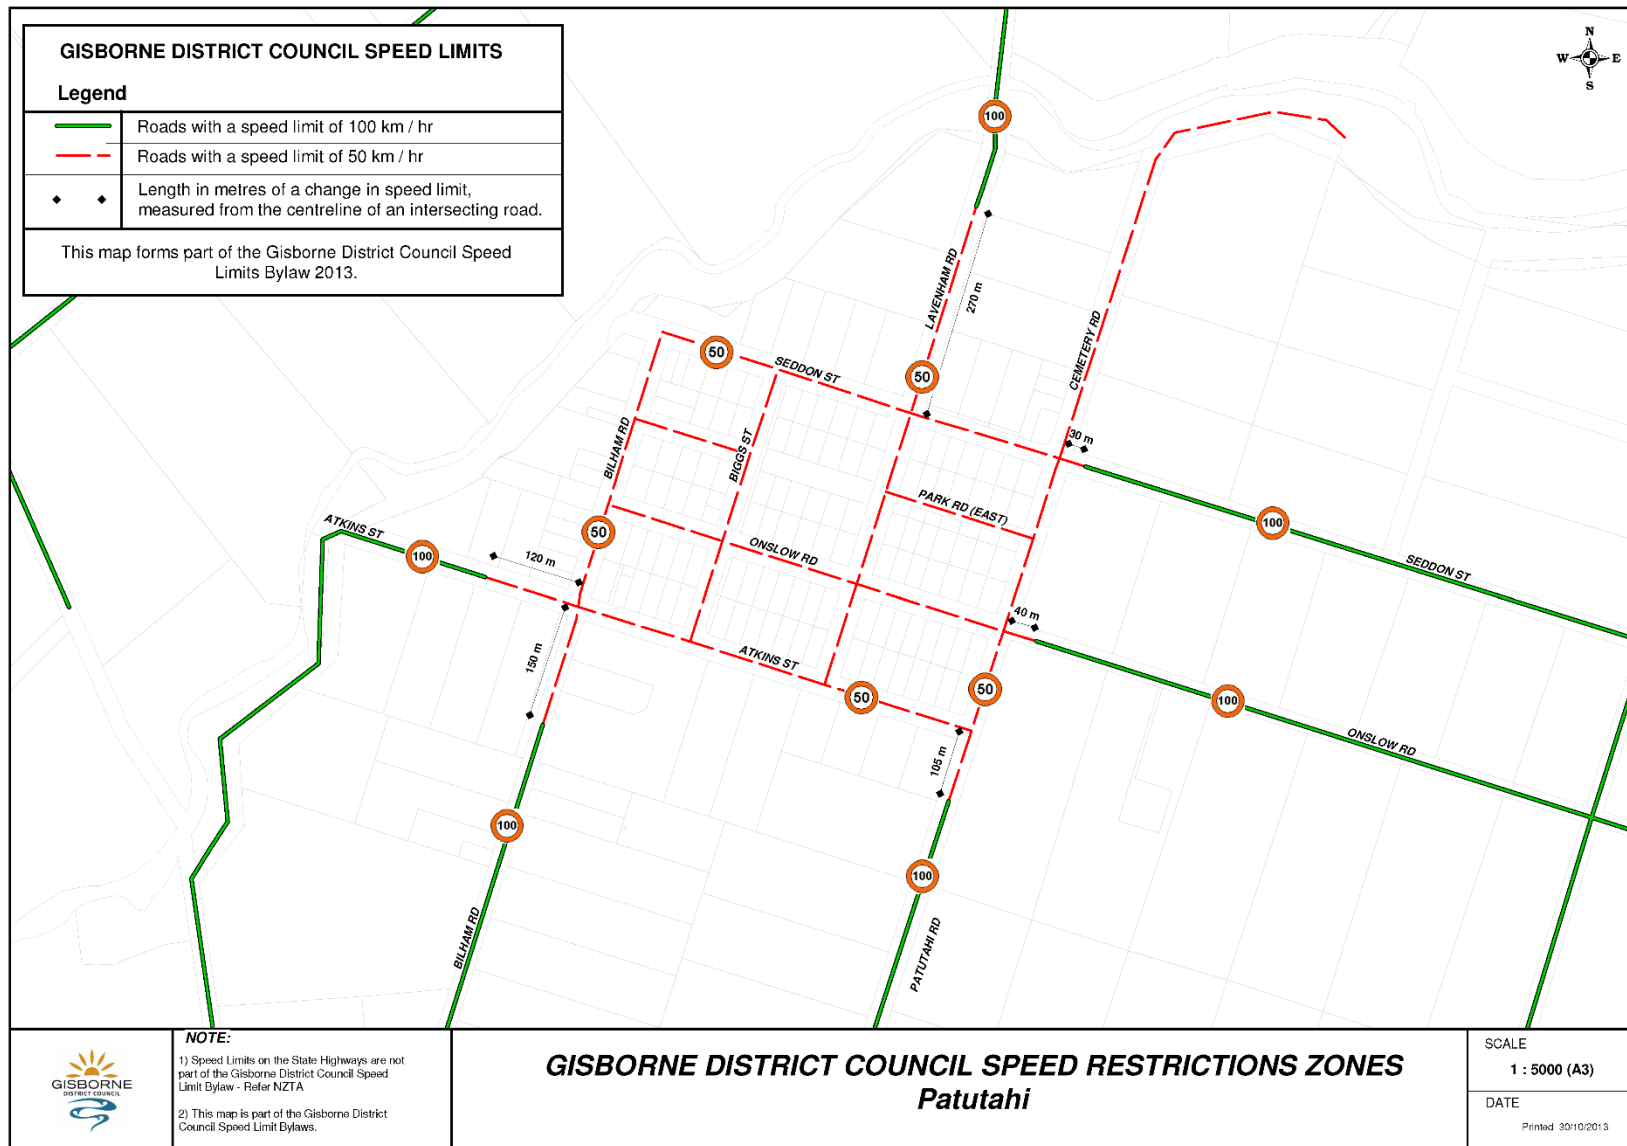 GISBORNE DISTRICT COUNCIL SPEED LIMITS
Legend
Roads with a speed limit of 100 km / hr
Roads with a speed limit of 50 km / hr
Length in metres of a change in speed limit,
measured from the centreline of an intersecting road.
This map forms part of the Gisborne District Council Speed
Limits Bylaw 2013.
N
W
E
S
100
LAVENHAM RD
270 m
CEMETERY RD
50
SEDDON ST
50
BILHAM RD
BIGGS ST
30 m
PARK RD (EAST)
100
SEDDON ST
ATKINS ST
100
120 m
50
ONSLOW RD
40 m
150 m
ATKINS ST
50
50
100
ONSLOW RD
105 m
100
BILHAM RD
100
PATUTAHI RD
GISBORNE
DISTRICT COUNCIL
NOTE:
1) Speed Limits on the State Highways are not
part of the Gisborne District Council Speed
Limit Bylaw - Refer NZTA
2) This map is part of the Gisborne District
Council Speed Limit Bylaws.
GISBORNE DISTRICT COUNCIL SPEED RESTRICTIONS ZONES
Patutahi
SCALE
1 : 5000 (A3)
DATE
Printed 30/10/2013